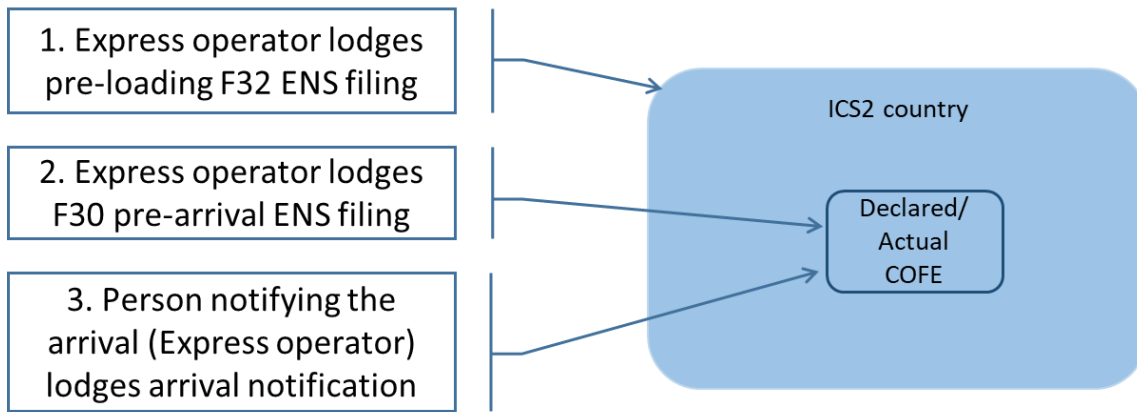 1. Express operator lodges
pre-loading F32 ENS filing
ICS2 country
2. Express operator lodges
F30 pre-arrival ENS filing
Declared/
Actual
COFE
3. Person notifying the
arrival (Express operator)
lodges arrival notification